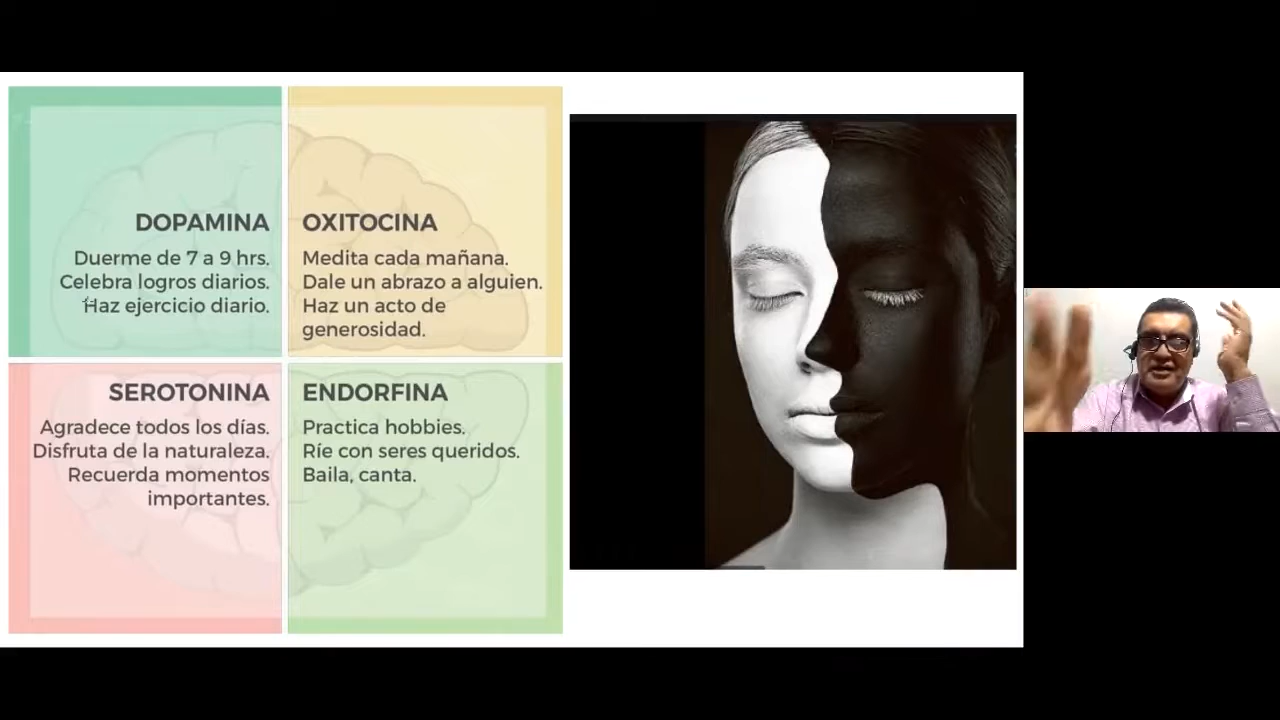 DOPAMINA
Duerme de 7 a 9 hrs.
Celebra logros diarios.
Haz ejercicio diario.
OXITOCINA
Medita cada mañana.
Dale un abrazo a alguien.
Haz un acto de
generosidad.
SEROTONINA
Agradece todos los días.
Disfruta de la naturaleza.
Recuerda momentos
importantes.
ENDORFINA
Practica hobbies.
Ríe con seres queridos.
Baila, canta.